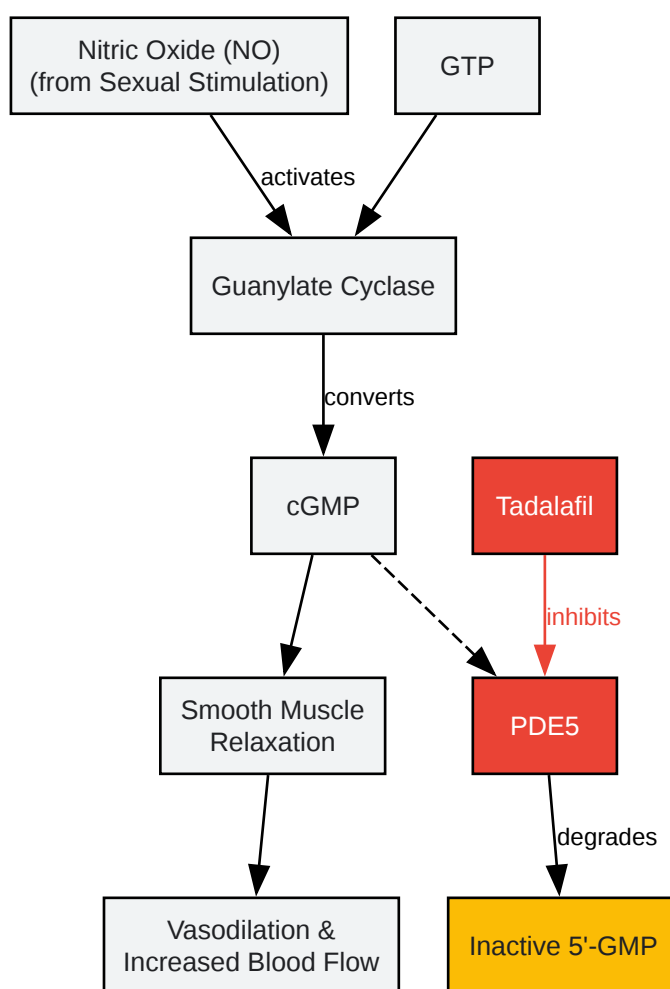 Nitric Oxide (NO)
(from Sexual Stimulation)
GTP
activates
Guanylate Cyclase
converts
cGMP
Tadalafil
inhibits
Smooth Muscle
Relaxation
PDE5
degrades
Vasodilation &
Increased Blood Flow
Inactive 5'-GMP